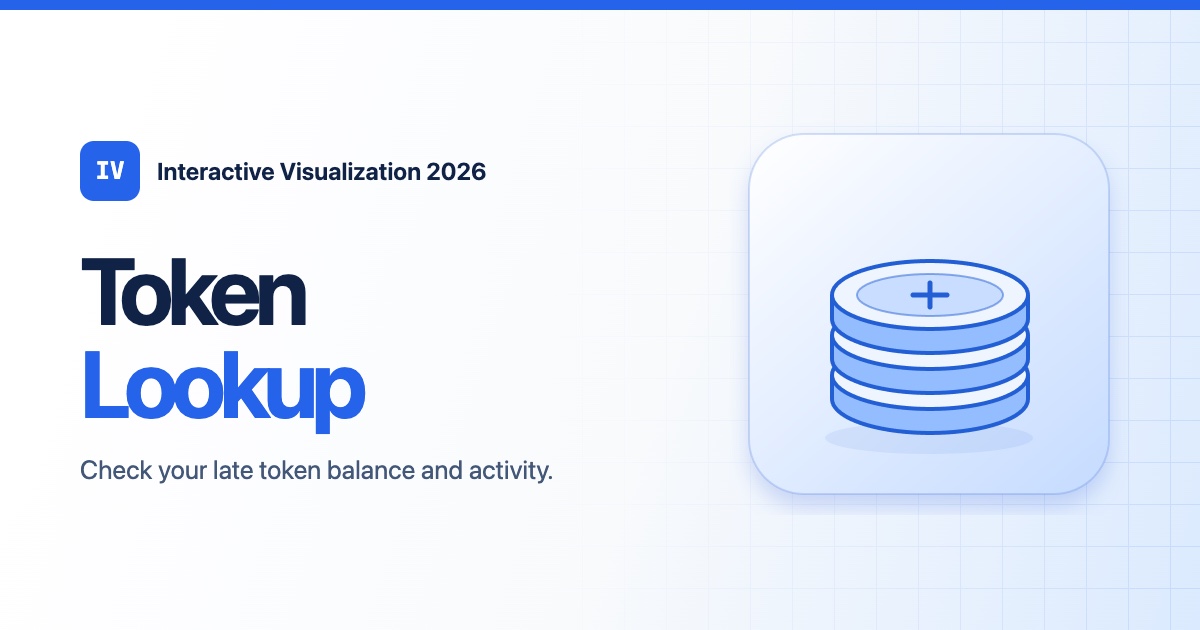 IV
Interactive Visualization 2026
Token
Lookup
Check your late token balance and activity.